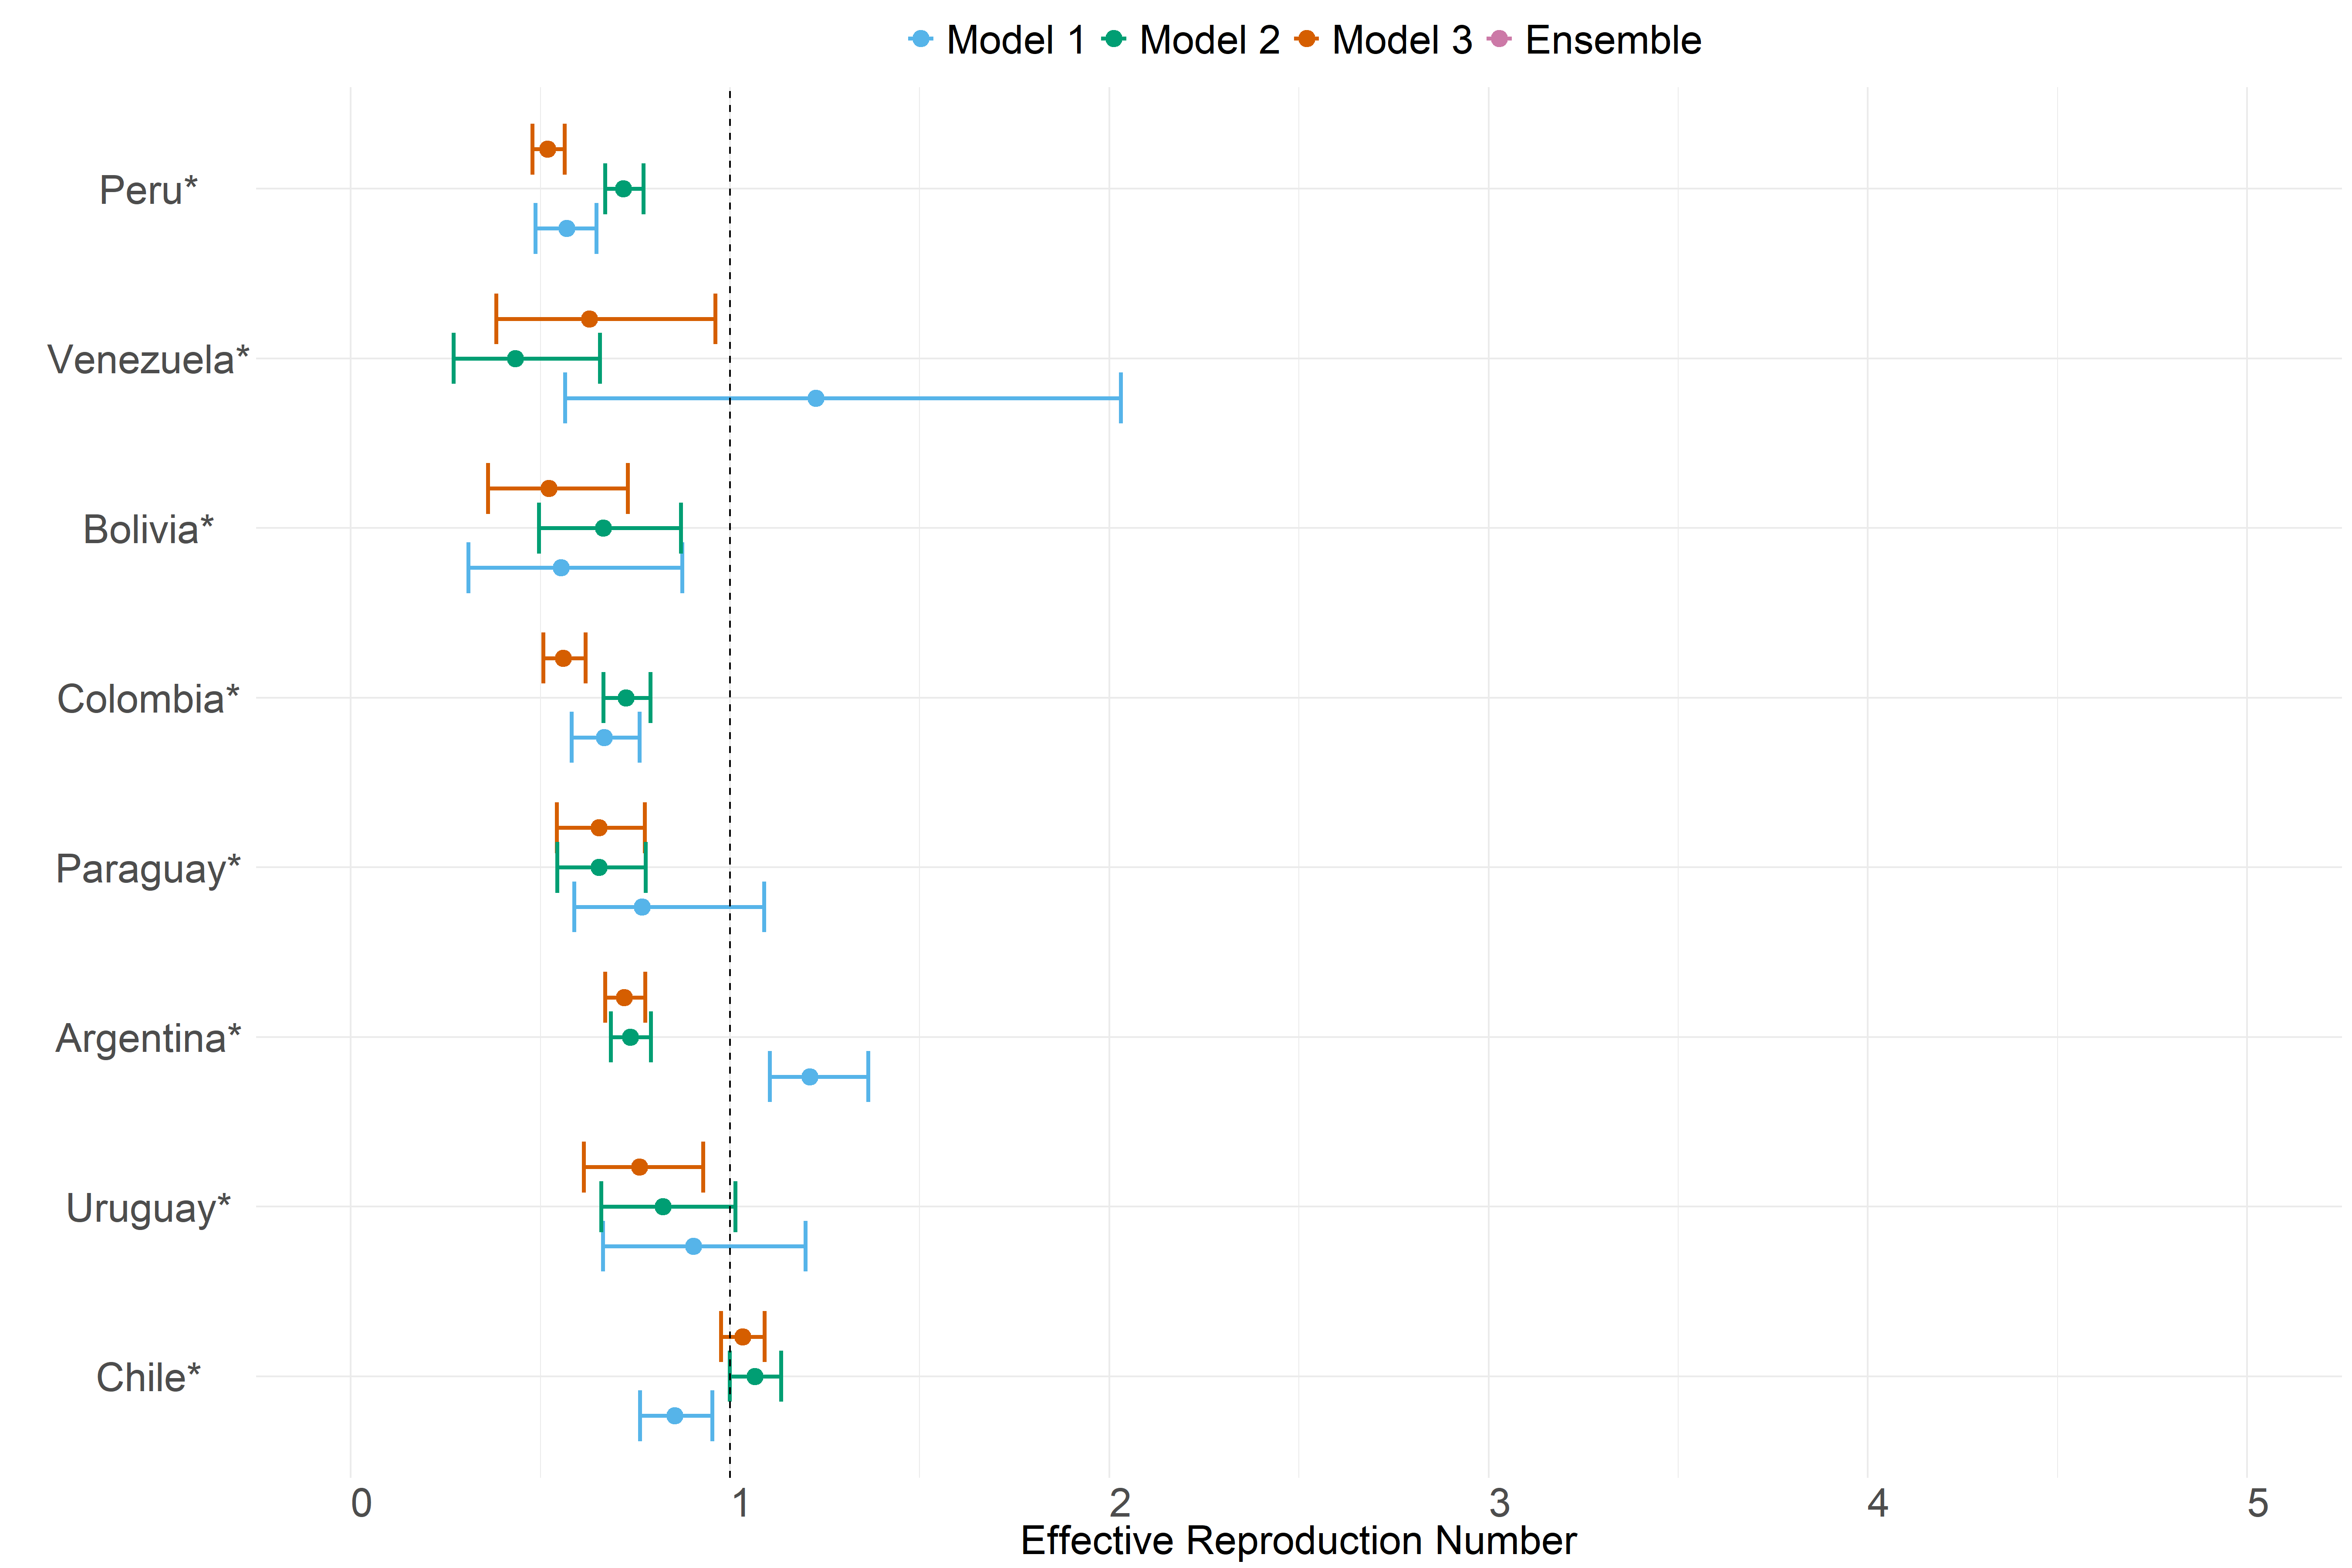 Model 1 Model 2 Model 3 Ensemble
Peru*
Venezuela*
Bolivia*
Colombia*
Paraguay*
Argentina*
Uruguay*
Chile*
0 1 2 3 4 5
Effective Reproduction Number